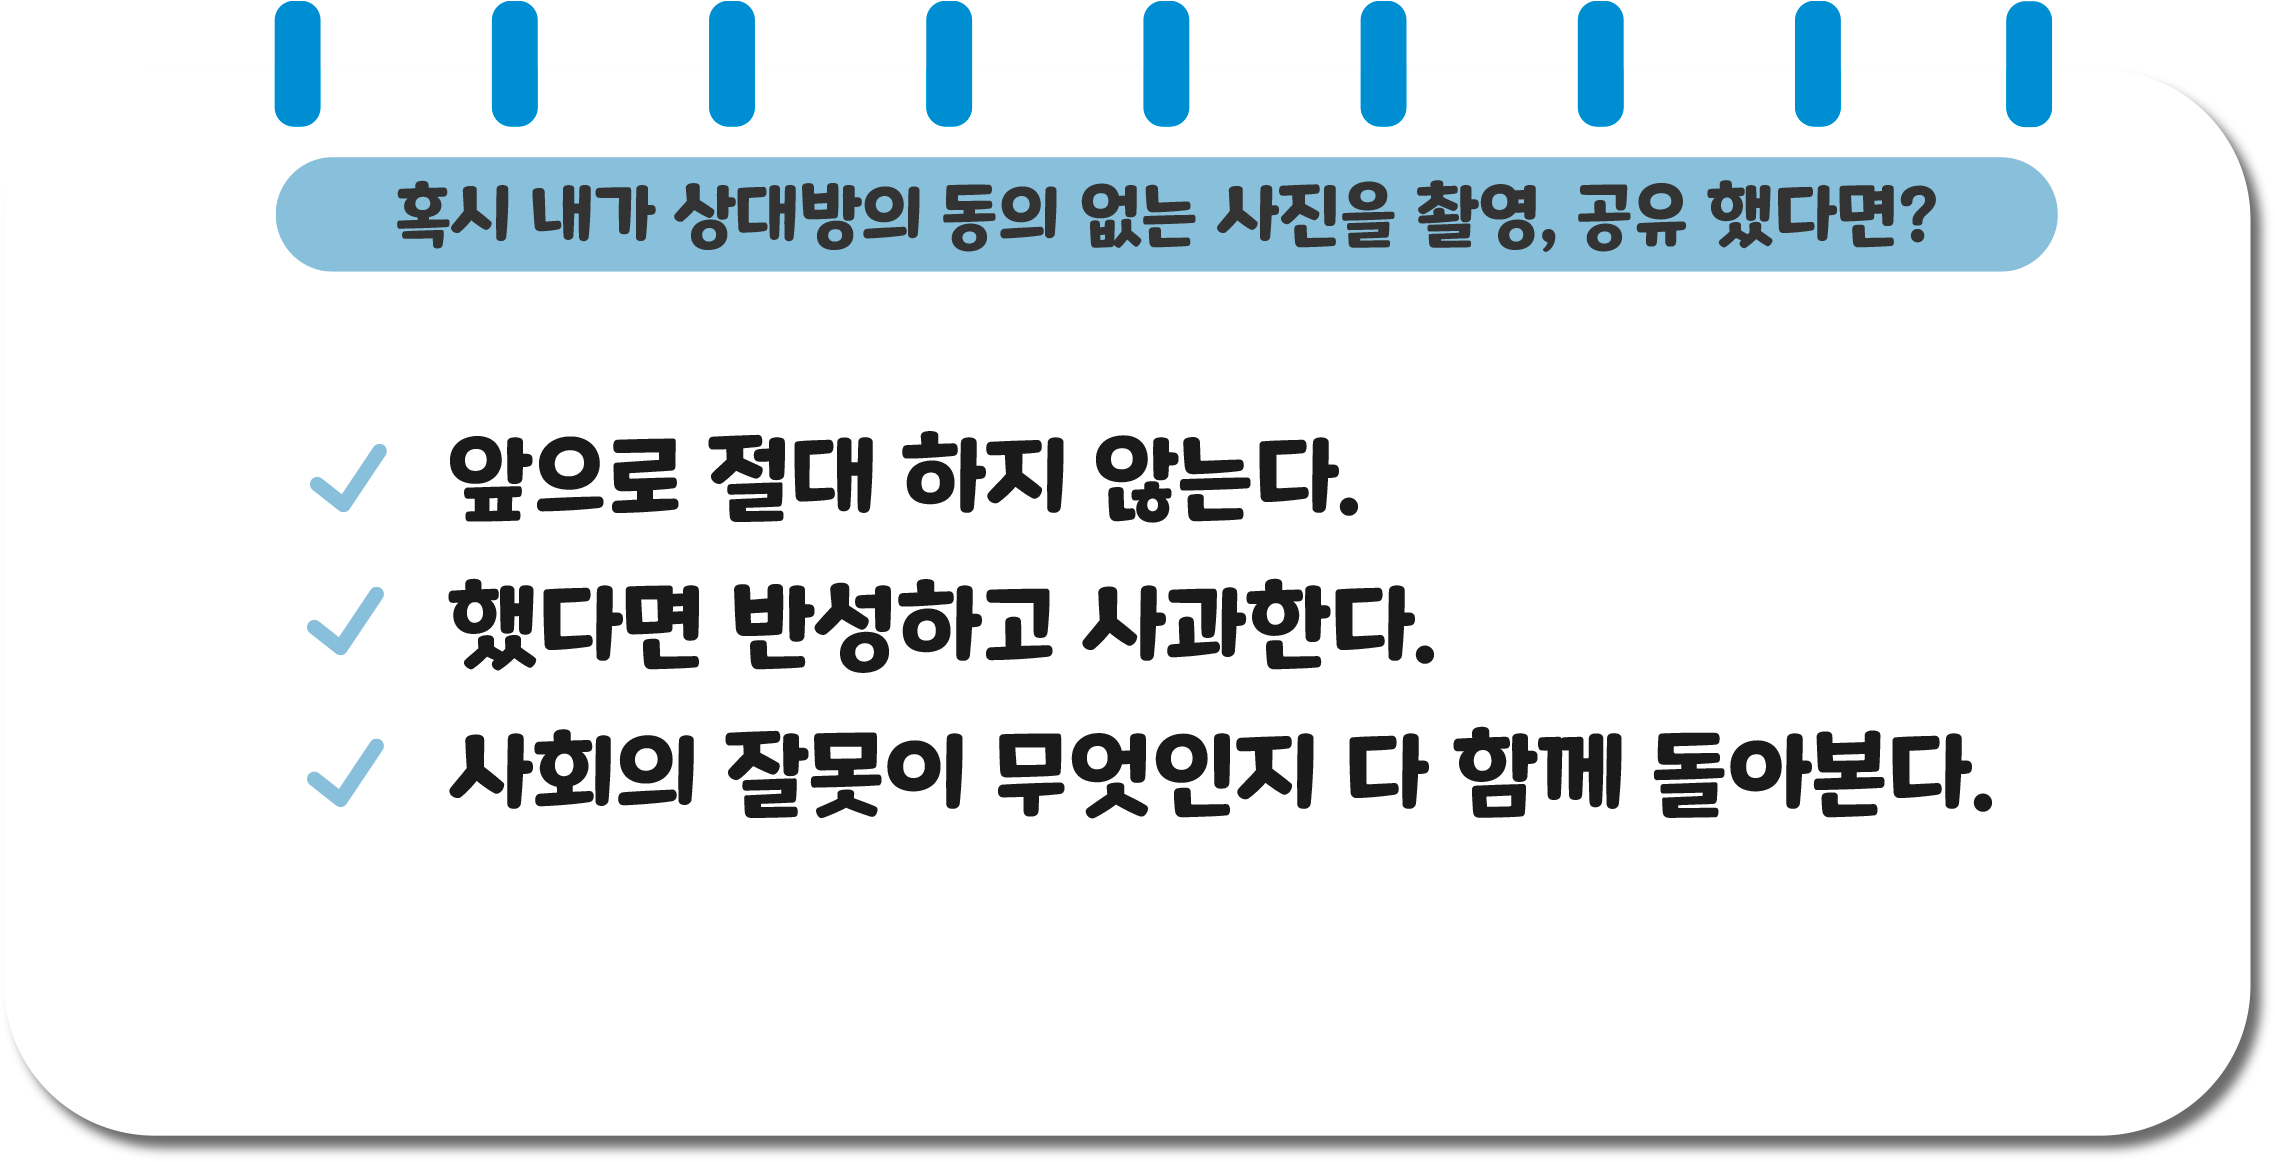 혹시 내가 상대방의 동의 없는 사진을 촬영, 공유 했다면?
앞으로 절대 하지 않는다.
했다면 반성하고 사과한다.
사회의 잘못이 무엇인지 다 함께 돌아본다.